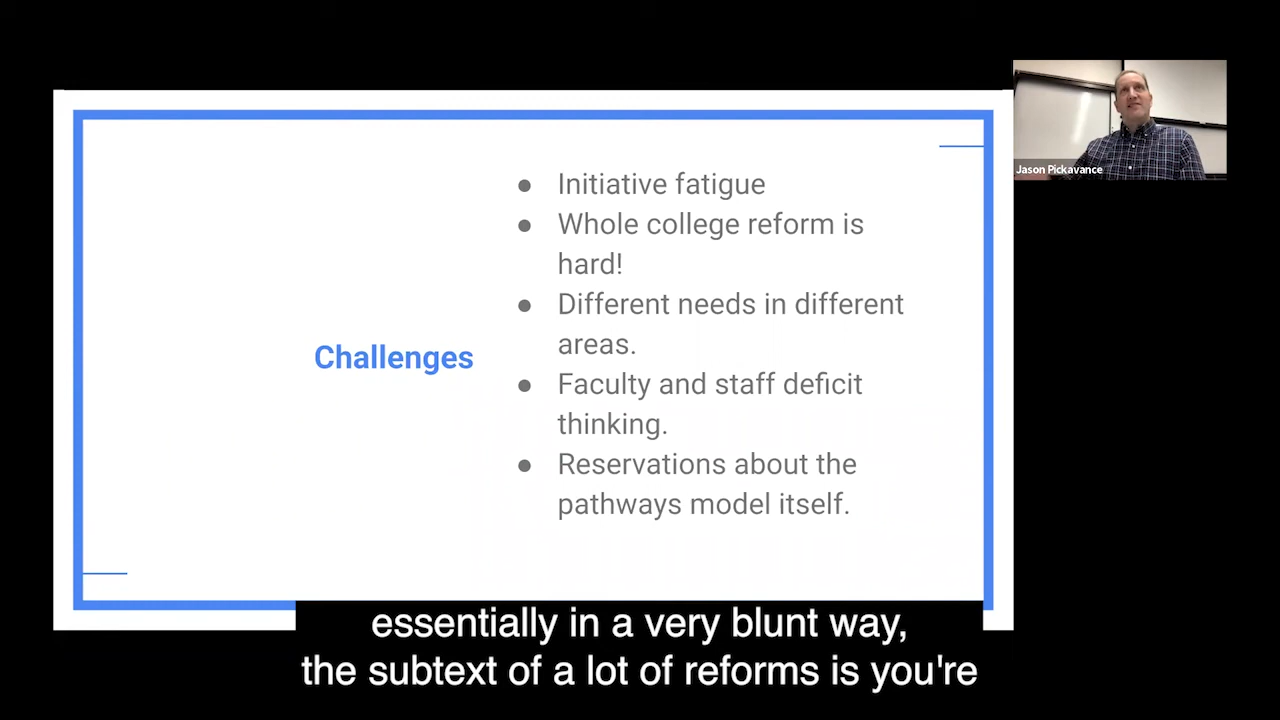 Challenges
● Initiative fatigue
● Whole college reform is
hard!
● Different needs in different
areas.
● Faculty and staff deficit
thinking.
● Reservations about the
pathways model itself.
Jason Pickavance
essentially in a very blunt way,
the subtext of a lot of reforms is you're